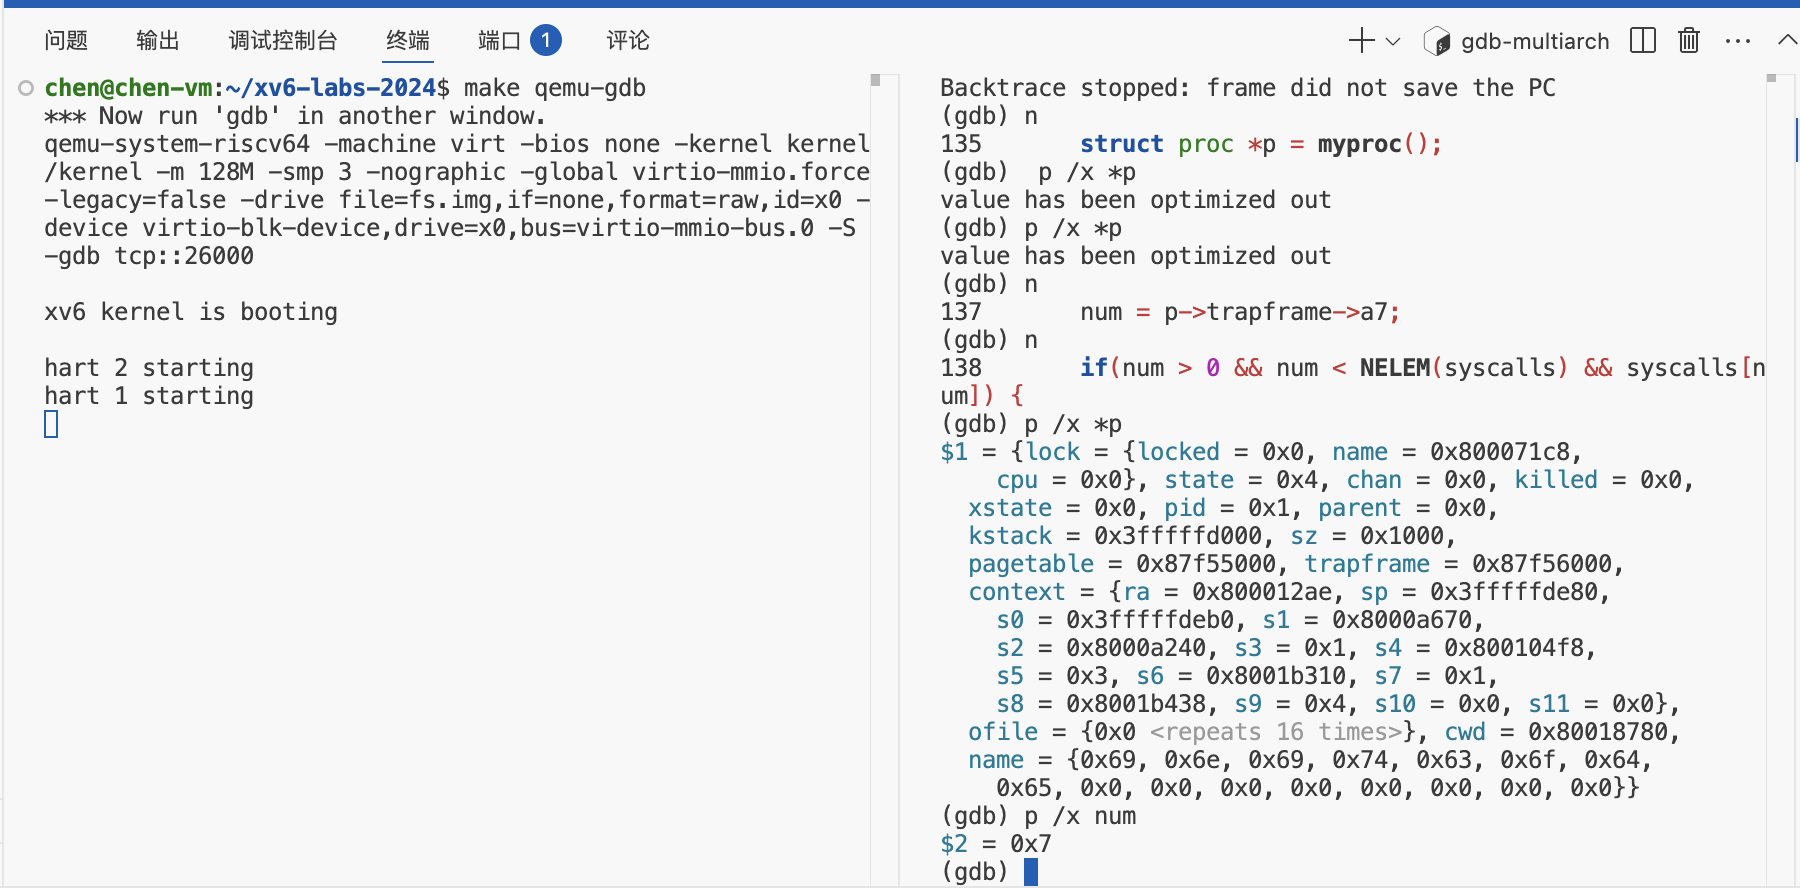 问题 输出 调试控制台 终端 端口 1 评论 gdb-multiarch
chen@chen-vm:~/xv6-labs-2024$ make qemu-gdb
*** Now run 'gdb' in another window.
qemu-system-riscv64 -machine virt -bios none -kernel kernel
/kernel -m 128M -smp 3 -nographic -global virtio-mmio.force
-legacy=false -drive file=fs.img,if=none,format=raw,id=x0 -
device virtio-blk-device,drive=x0,bus=virtio-mmio-bus.0 -S
-gdb tcp::26000
xv6 kernel is booting
hart 2 starting
hart 1 starting
Backtrace stopped: frame did not save the PC
(gdb) n
135       struct proc *p = myproc();
(gdb)  p /x *p
value has been optimized out
(gdb) p /x *p
value has been optimized out
(gdb) n
137       num = p->trapframe->a7;
(gdb) n
138       if(num > 0 && num < NELEM(syscalls) && syscalls[n
um]) {
(gdb) p /x *p
$1 = {lock = {locked = 0x0, name = 0x800071c8,
    cpu = 0x0}, state = 0x4, chan = 0x0, killed = 0x0,
  xstate = 0x0, pid = 0x1, parent = 0x0,
  kstack = 0x3fffffd000, sz = 0x1000,
  pagetable = 0x87f55000, trapframe = 0x87f56000,
  context = {ra = 0x800012ae, sp = 0x3fffffde80,
    s0 = 0x3fffffdeb0, s1 = 0x8000a670,
    s2 = 0x8000a240, s3 = 0x1, s4 = 0x800104f8,
    s5 = 0x3, s6 = 0x8001b310, s7 = 0x1,
    s8 = 0x8001b438, s9 = 0x4, s10 = 0x0, s11 = 0x0},
  ofile = {0x0 <repeats 16 times>}, cwd = 0x80018780,
  name = {0x69, 0x6e, 0x69, 0x74, 0x63, 0x6f, 0x64,
    0x65, 0x0, 0x0, 0x0, 0x0, 0x0, 0x0, 0x0, 0x0}}
(gdb) p /x num
$2 = 0x7
(gdb)